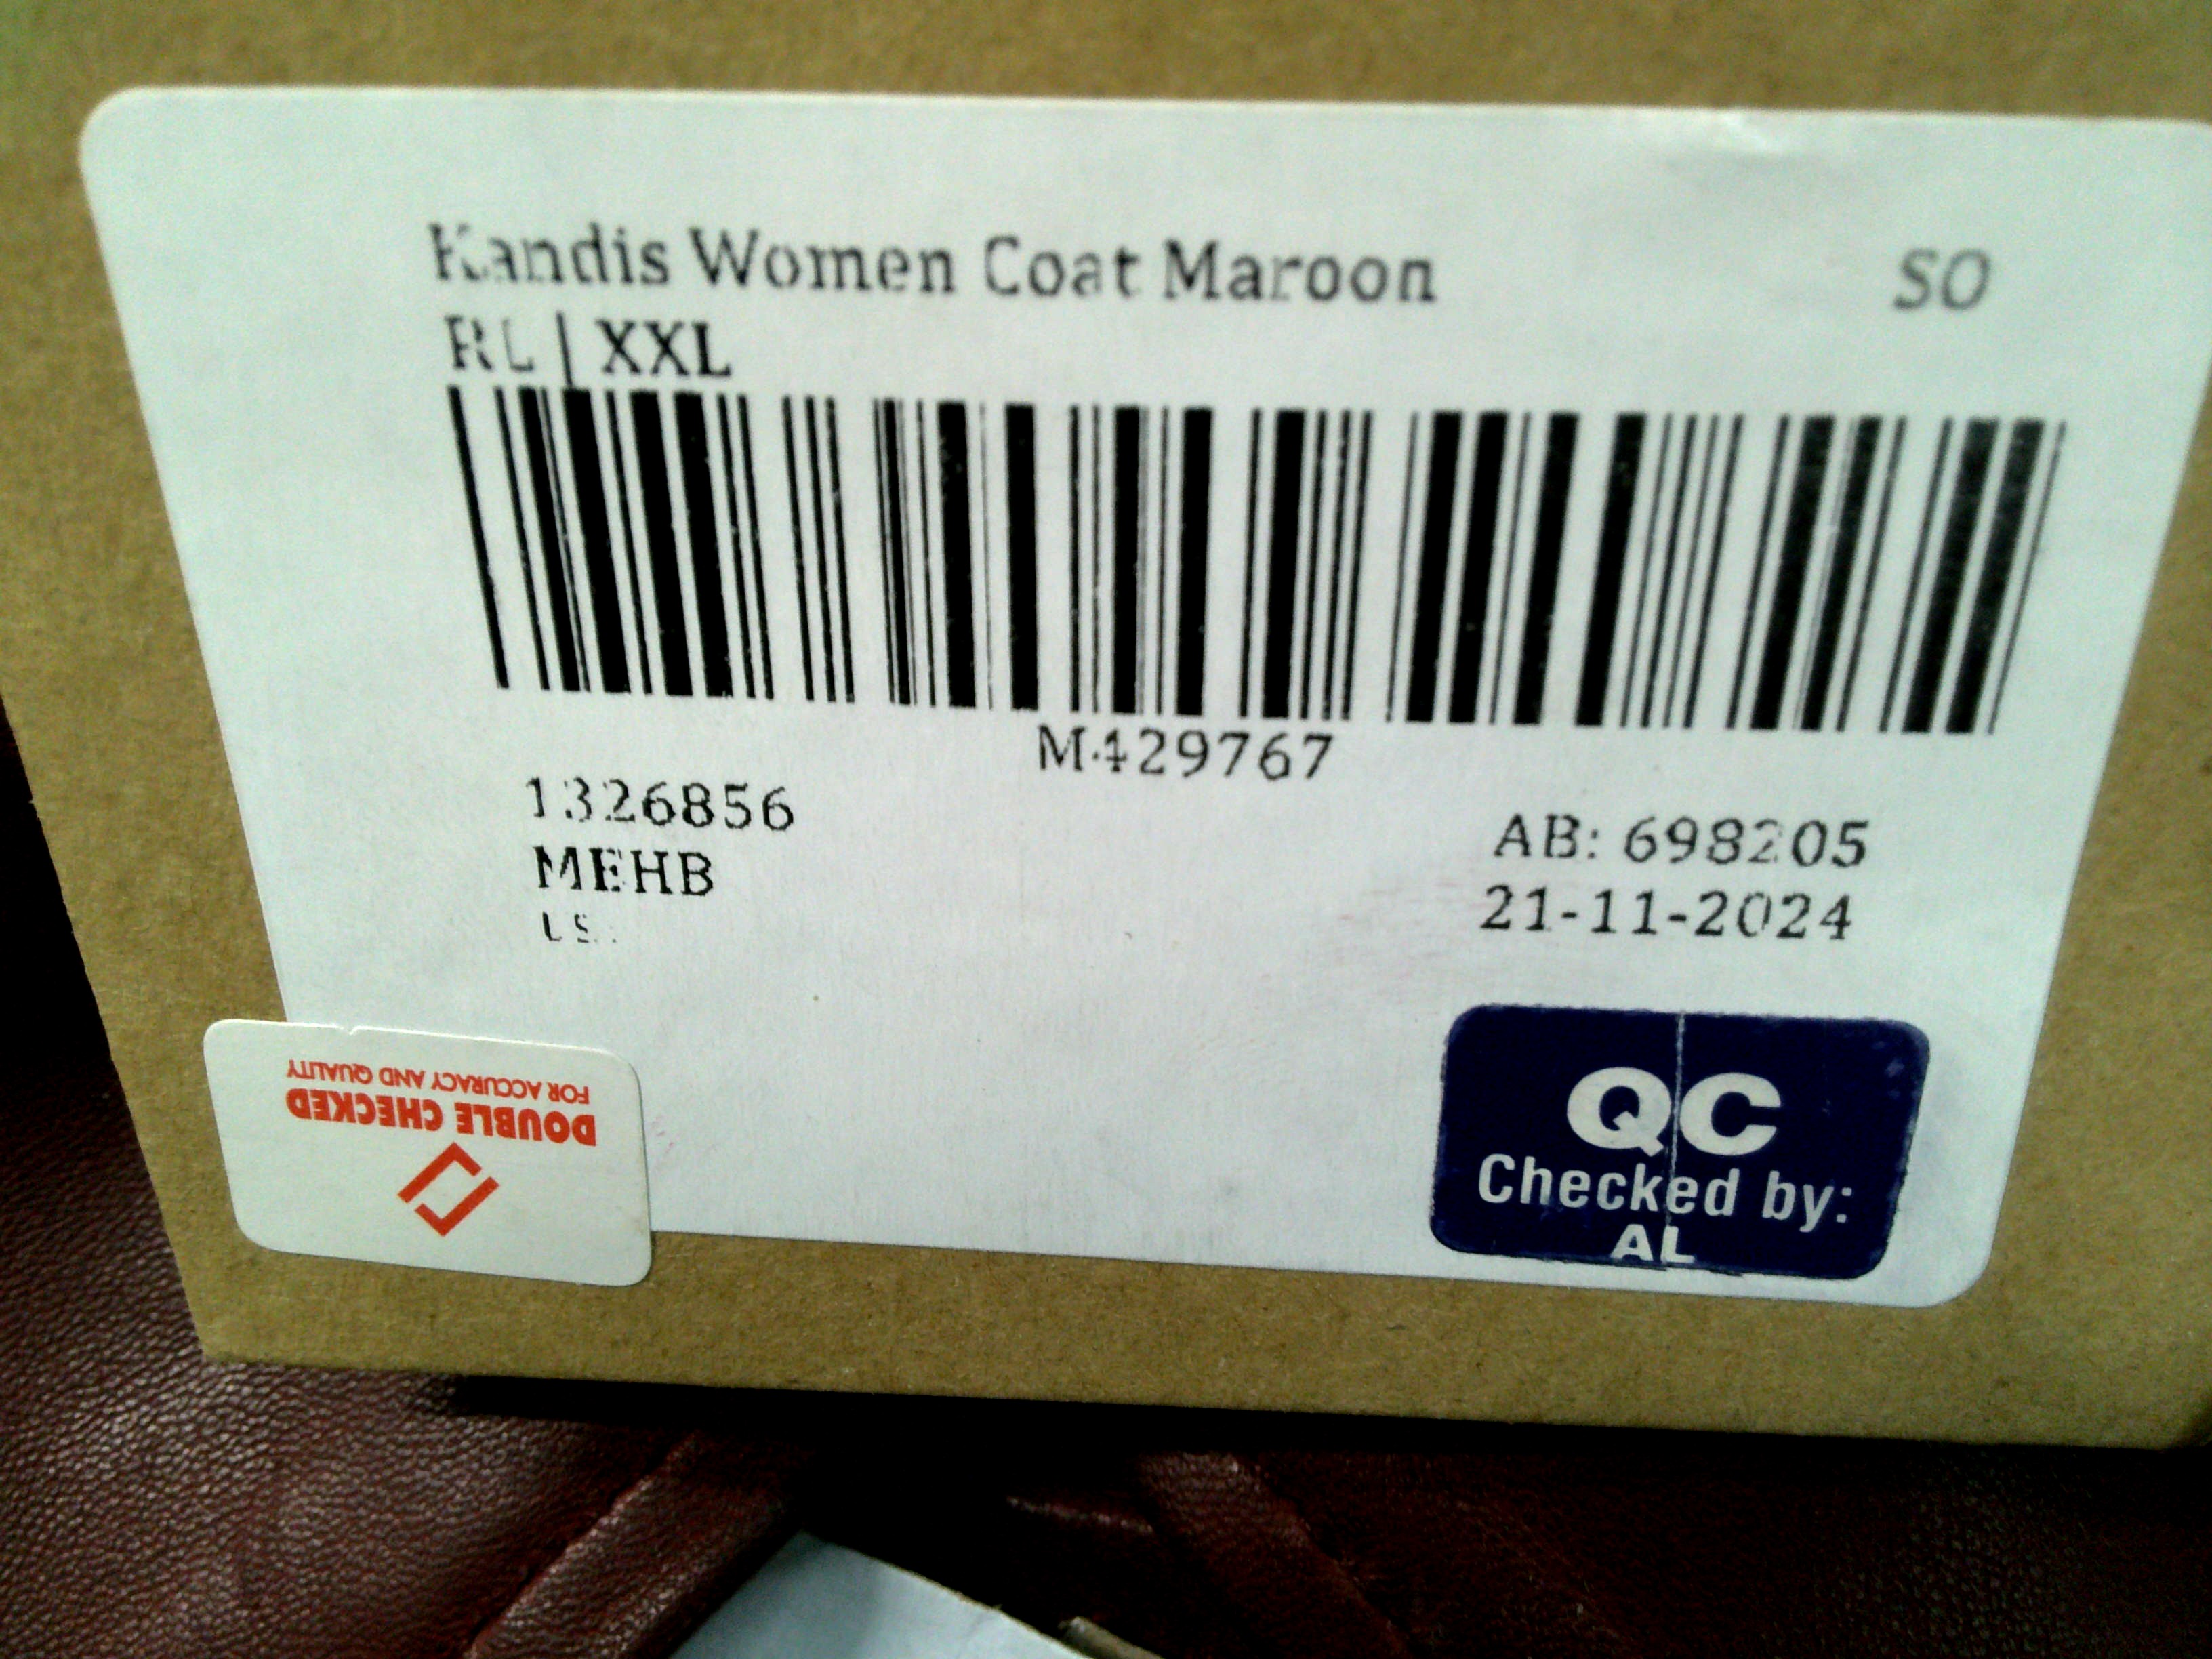 Kandis Women Coat Maroon
SO
RL | XXL
M429767
1326856
MEHB
AB: 698205
21-11-2024
QC
Checked by:
AL
DOUBLE CHECKED
FOR ACCURACY AND QUALITY